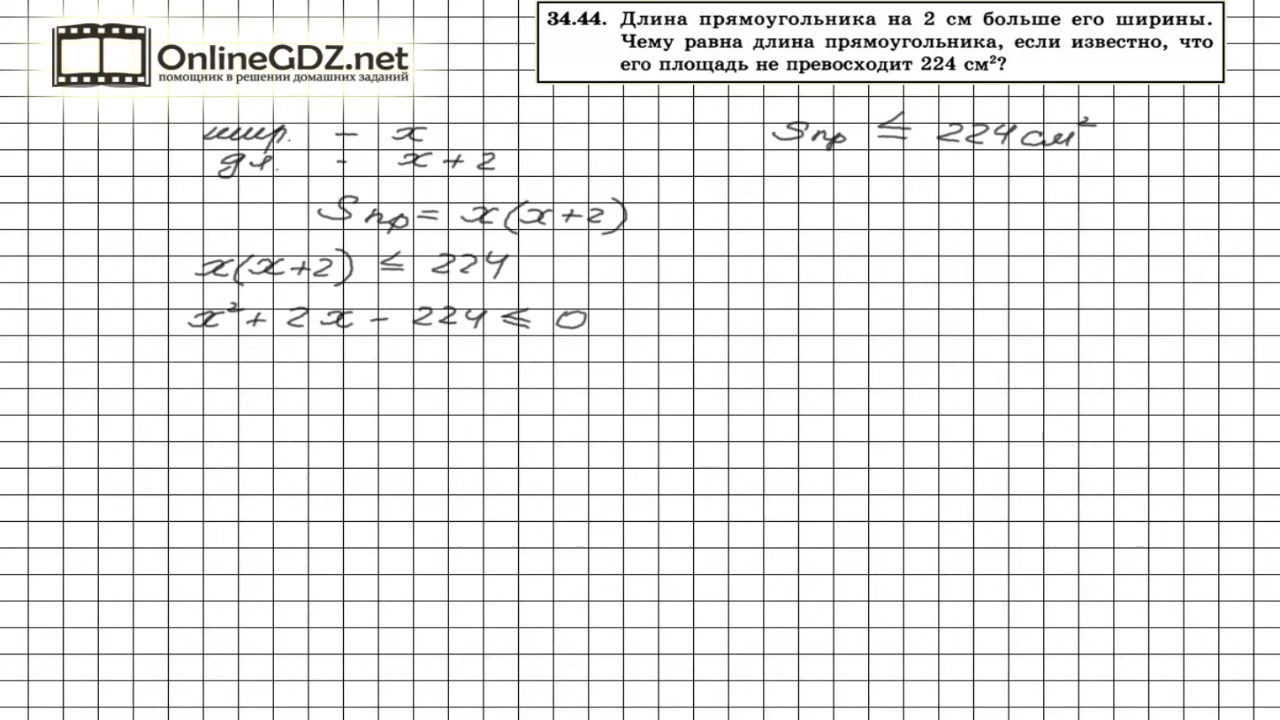 OnlineGDZ.net
помощник в решении домашних заданий
34.44. Длина прямоугольника на 2 см больше его ширины.
Чему равна длина прямоугольника, если известно, что
его площадь не превосходит 224 см²?
шир. – x
дл. - x + 2
Sпр ≤ 224 см²
Sпр = x(x+2)
x(x+2) ≤ 224
x² + 2x - 224 ≤ 0